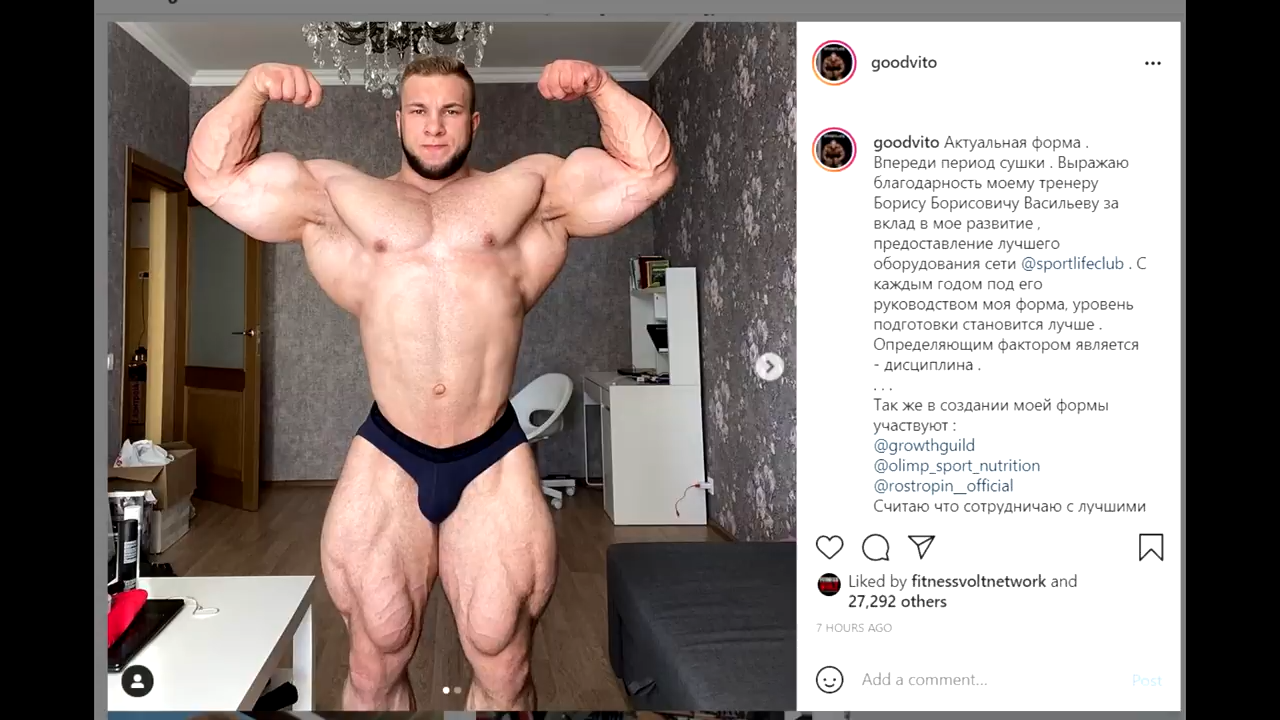 goodvito
goodvito Актуальная форма .
Впереди период сушки . Выражаю
благодарность моему тренеру
Борису Борисовичу Васильеву за
вклад в мое развитие ,
предоставление лучшего
оборудования сети @sportlifeclub . С
каждым годом под его
руководством моя форма, уровень
подготовки становится лучше .
Определяющим фактором является
- дисциплина .
. . .
Так же в создании моей формы
участвуют :
@growthguild
@olimp_sport_nutrition
@rostropin__official
Считаю что сотрудничаю с лучшими
Liked by fitnessvoltnetwork and
27,292 others
7 HOURS AGO
Add a comment...
Post